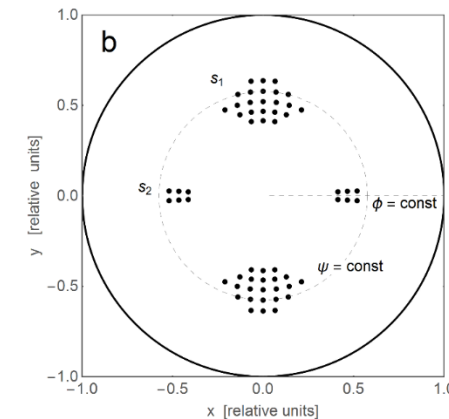 1.0
b
s1
0.5
s2
0.0
ϕ = const
ψ = const
-0.5
-1.0
-1.0 -0.5 0.0 0.5 1.0
x [relative units]
y [relative units]